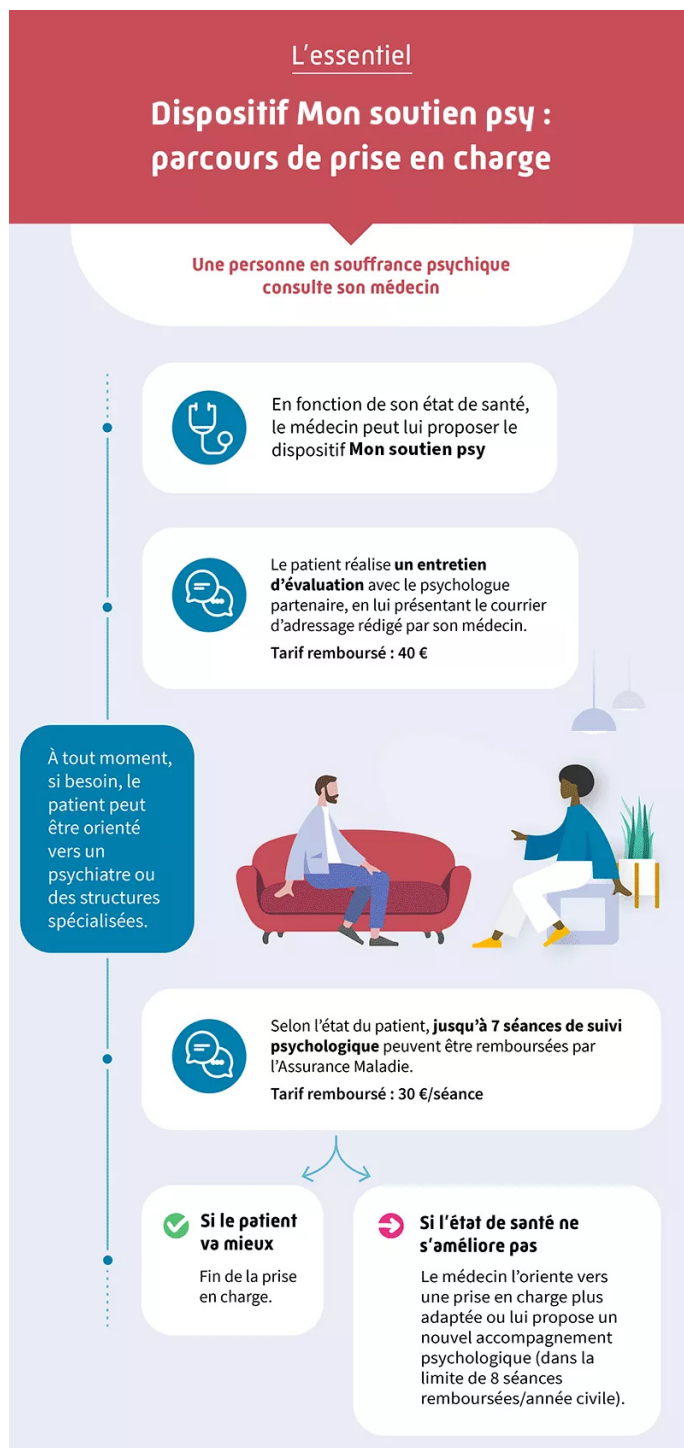 L'essentiel
Dispositif Mon soutien psy :
parcours de prise en charge
Une personne en souffrance psychique
consulte son médecin
En fonction de son état de santé,
le médecin peut lui proposer le
dispositif Mon soutien psy
Le patient réalise un entretien
d'évaluation avec le psychologue
partenaire, en lui présentant le courrier
d'adressage rédigé par son médecin.
Tarif remboursé : 40 €
À tout moment,
si besoin, le
patient peut
être orienté
vers un
psychiatre ou
des structures
spécialisées.
Selon l'état du patient, jusqu'à 7 séances de suivi
psychologique peuvent être remboursées par
l'Assurance Maladie.
Tarif remboursé : 30 €/séance
Si le patient
va mieux
Fin de la prise
en charge.
Si l'état de santé ne
s'améliore pas
Le médecin l'oriente vers
une prise en charge plus
adaptée ou lui propose un
nouvel accompagnement
psychologique (dans la
limite de 8 séances
remboursées/année civile).